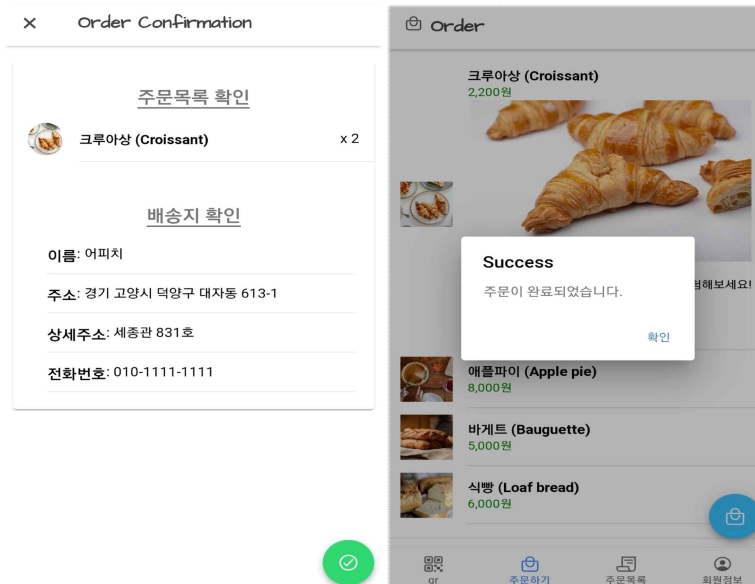 Order Confirmation
주문목록 확인
크루아상 (Croissant) x 2
배송지 확인
이름: 어피치
주소: 경기 고양시 덕양구 대자동 613-1
상세주소: 세종관 831호
전화번호: 010-1111-1111
Order
크루아상 (Croissant)
2,200원
Success
주문이 완료되었습니다.
확인
험해보세요!
애플파이 (Apple pie)
8,000원
바게트 (Bauguette)
5,000원
식빵 (Loaf bread)
6,000원
qr 주문하기 주문목록 회원정보